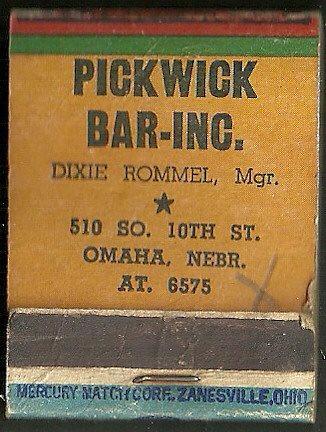 PICKWICK
BAR-INC.
DIXIE ROMMEL, Mgr.
510 SO. 10TH ST.
OMAHA, NEBR.
AT. 6575
MERCURY MATCH CORP. ZANESVILLE, OHIO